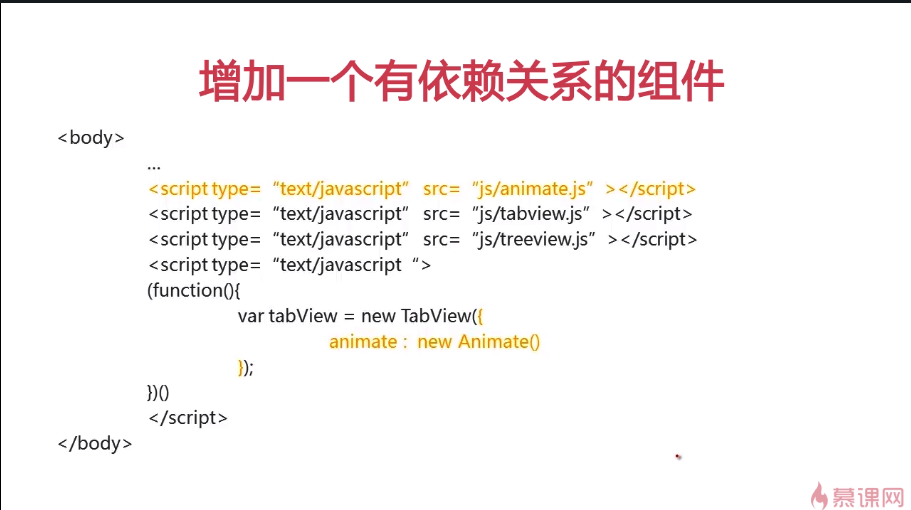 增加一个有依赖关系的组件
<body>
...
<script type= “text/javascript” src= “js/animate.js” ></script>
<script type= “text/javascript” src= “js/tabview.js” ></script>
<script type= “text/javascript” src= “js/treeview.js” ></script>
<script type= “text/javascript “>
(function(){
var tabView = new TabView({
animate : new Animate()
});
})()
</script>
</body>
慕课网